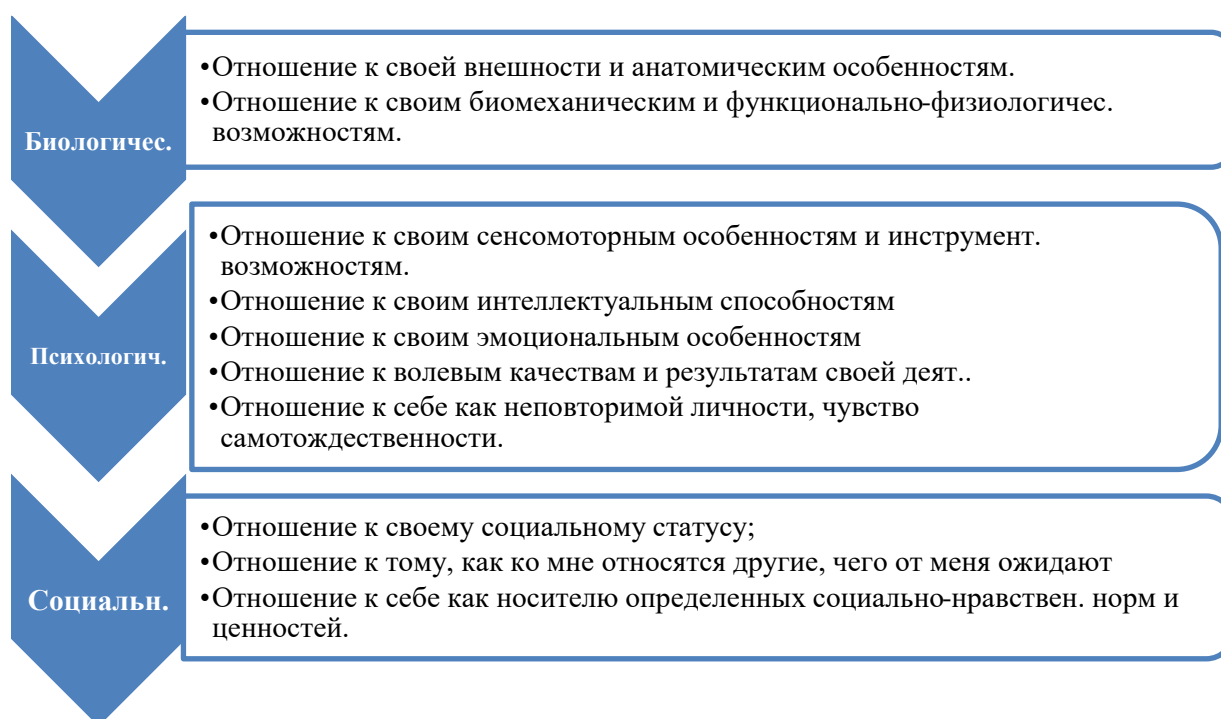 Биологичес.
•Отношение к своей внешности и анатомическим особенностям.
•Отношение к своим биомеханическим и функционально-физиологичес.
возможностям.
Психологич.
•Отношение к своим сенсомоторным особенностям и инструмент.
возможностям.
•Отношение к своим интеллектуальным способностям
•Отношение к своим эмоциональным особенностям
•Отношение к волевым качествам и результатам своей деят..
•Отношение к себе как неповторимой личности, чувство
самотождественности.
Социальн.
•Отношение к своему социальному статусу;
•Отношение к тому, как ко мне относятся другие, чего от меня ожидают
•Отношение к себе как носителю определенных социально-нравствен. норм и
ценностей.